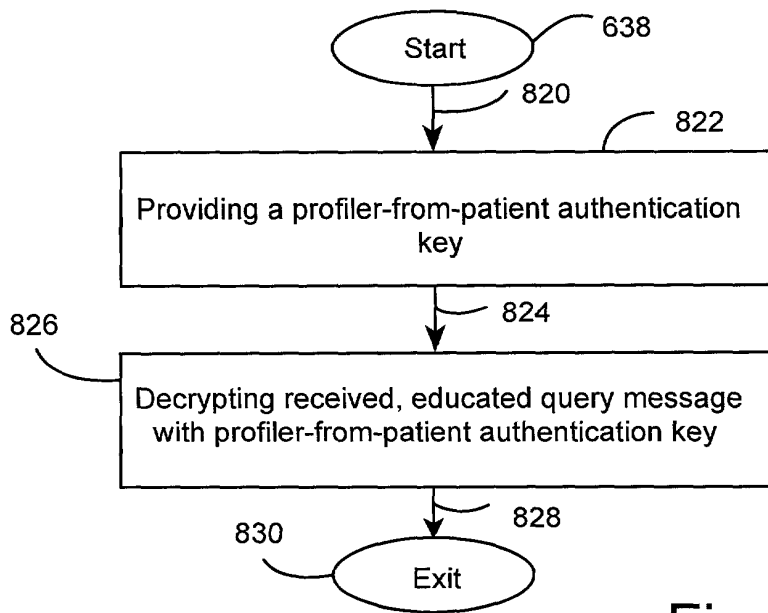 Start
638
820
822
Providing a profiler-from-patient authentication
key
824
826
Decrypting received, educated query message
with profiler-from-patient authentication key
828
830
Exit